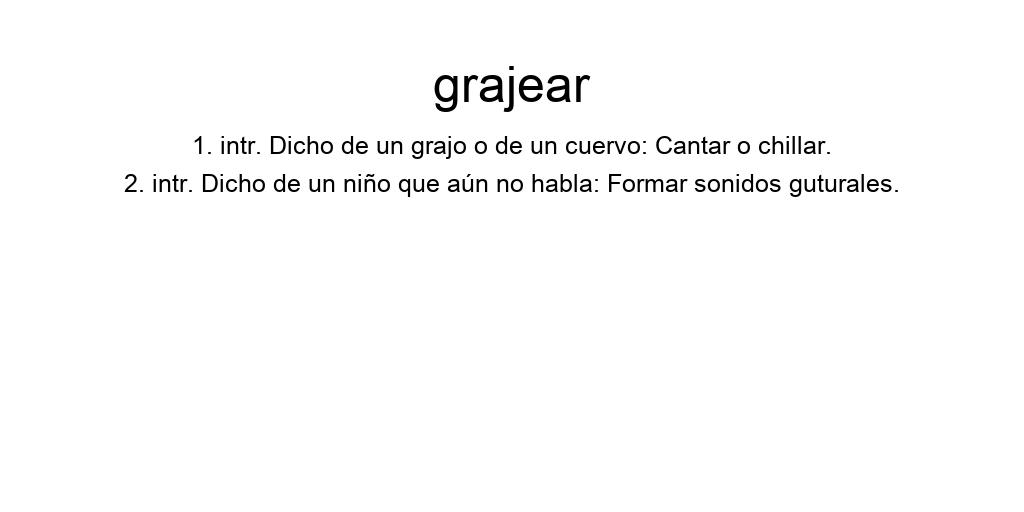 grajear
1. intr. Dicho de un grajo o de un cuervo: Cantar o chillar.
2. intr. Dicho de un niño que aún no habla: Formar sonidos guturales.